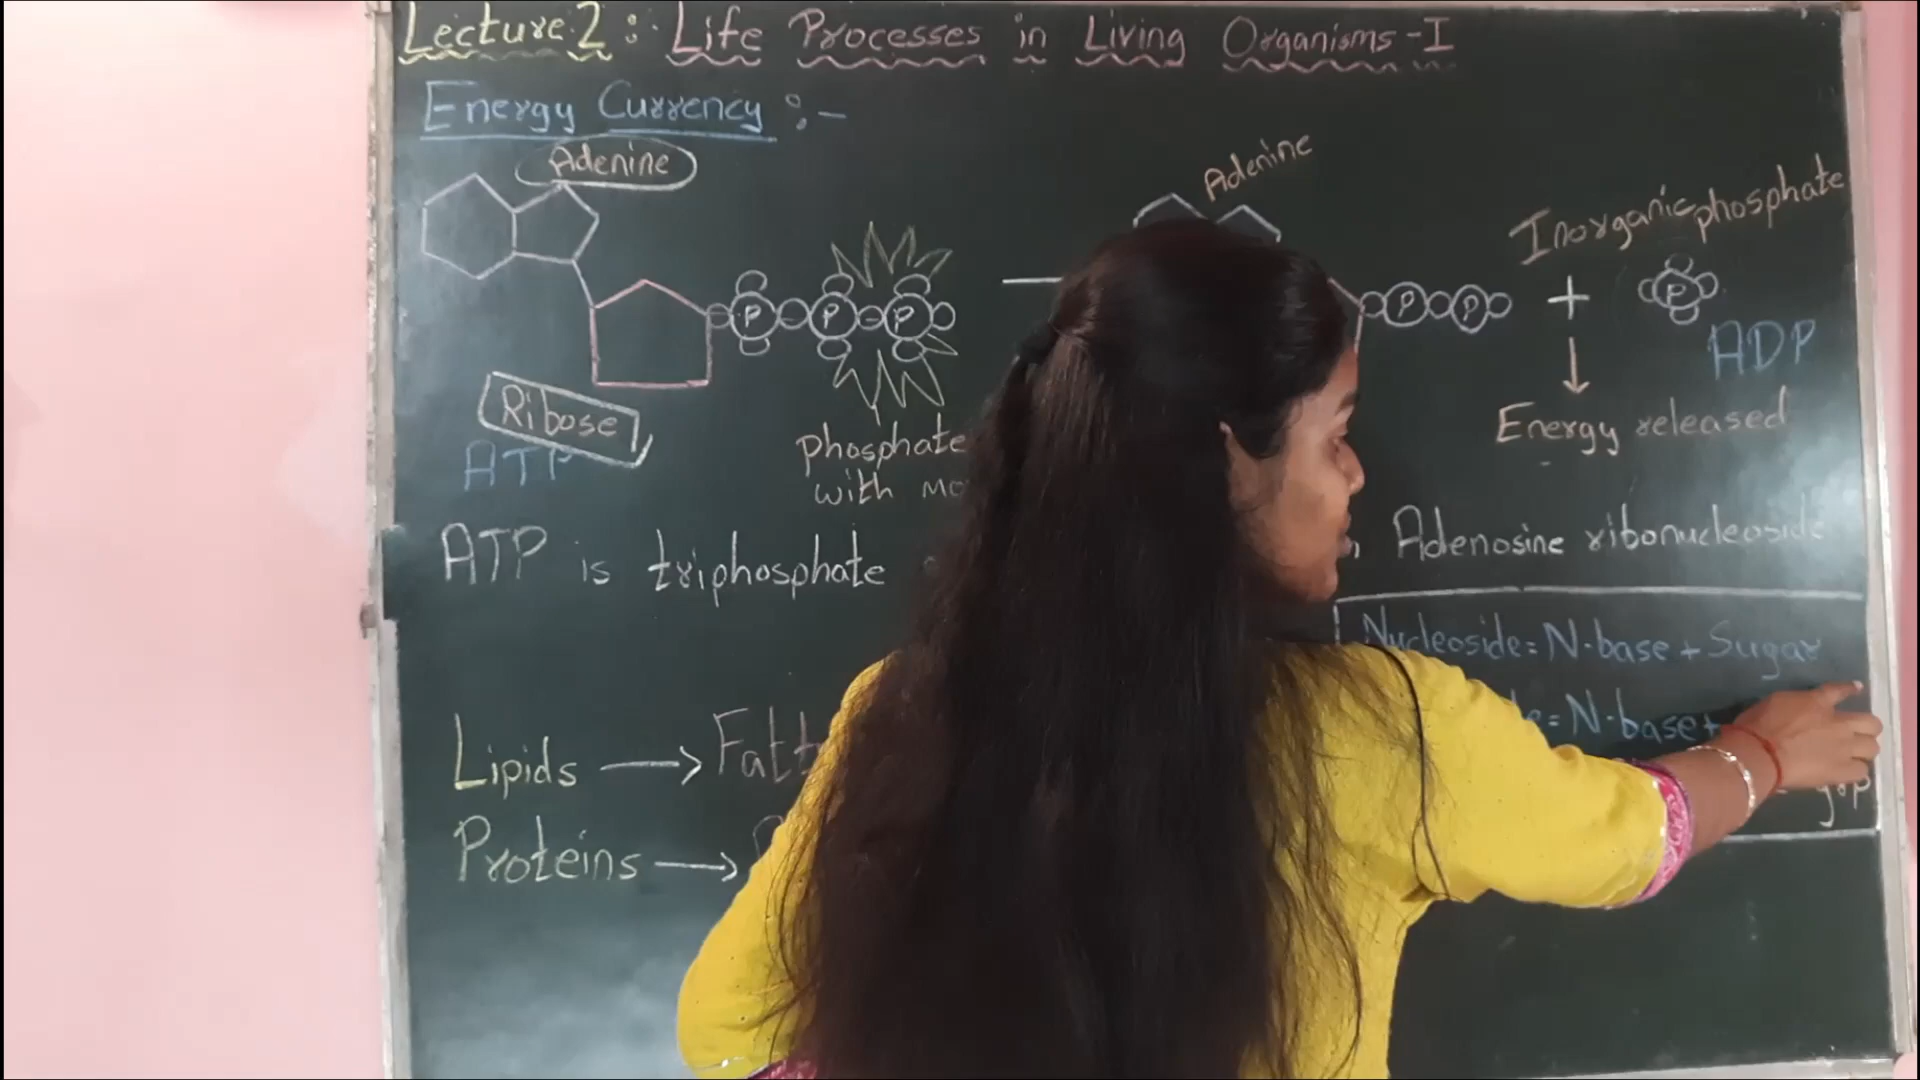 Lecture 2 : Life Processes in Living Organisms - I
Energy Currency :-
Adenine
Adenine
Inorganic phosphate
P P P
P P + P
ADP
Ribose
Energy released
ATP
phosphate
with
ATP is triphosphate
Adenosine ribonucleoside
Nucleoside = N·base + Sugar
= N·base +
Lipids →
Proteins →